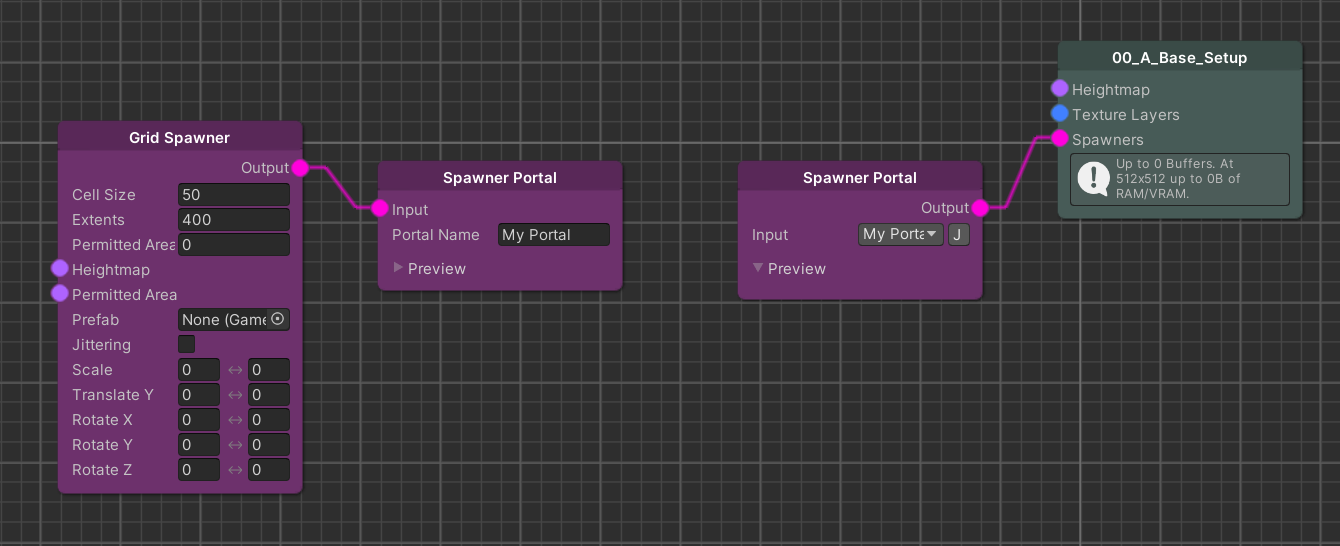 Grid Spawner
Output
Cell Size 50
Extents 400
Permitted Area 0
Heightmap
Permitted Area
Prefab None (Game
Jittering
Scale 0 ↔ 0
Translate Y 0 ↔ 0
Rotate X 0 ↔ 0
Rotate Y 0 ↔ 0
Rotate Z 0 ↔ 0
Spawner Portal
Input
Portal Name My Portal
Preview
Spawner Portal
Output
Input My Porta J
Preview
00_A_Base_Setup
Heightmap
Texture Layers
Spawners
Up to 0 Buffers. At
512x512 up to 0B of
RAM/VRAM.